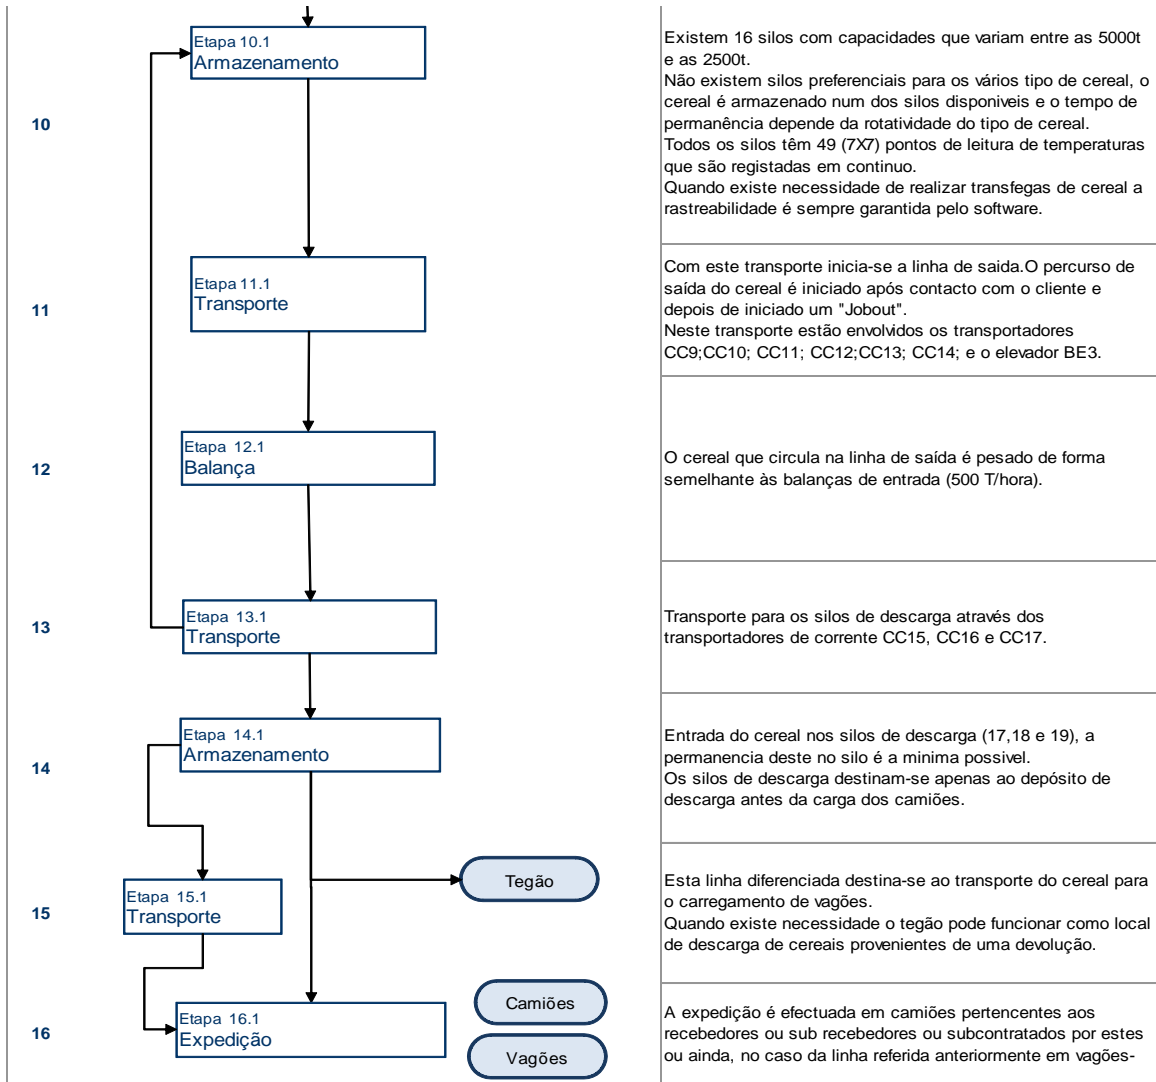 10
Etapa 10.1
Armazenamento
Existem 16 silos com capacidades que variam entre as 5000t
e as 2500t.
Não existem silos preferenciais para os vários tipo de cereal, o
cereal é armazenado num dos silos disponiveis e o tempo de
permanência depende da rotatividade do tipo de cereal.
Todos os silos têm 49 (7X7) pontos de leitura de temperaturas
que são registadas em continuo.
Quando existe necessidade de realizar transfegas de cereal a
rastreabilidade é sempre garantida pelo software.
11
Etapa 11.1
Transporte
Com este transporte inicia-se a linha de saida.O percurso de
saída do cereal é iniciado após contacto com o cliente e
depois de iniciado um "Jobout".
Neste transporte estão envolvidos os transportadores
CC9;CC10; CC11; CC12;CC13; CC14; e o elevador BE3.
12
Etapa 12.1
Balança
O cereal que circula na linha de saída é pesado de forma
semelhante às balanças de entrada (500 T/hora).
13
Etapa 13.1
Transporte
Transporte para os silos de descarga através dos
transportadores de corrente CC15, CC16 e CC17.
14
Etapa 14.1
Armazenamento
Entrada do cereal nos silos de descarga (17,18 e 19), a
permanencia deste no silo é a minima possivel.
Os silos de descarga destinam-se apenas ao depósito de
descarga antes da carga dos camiões.
15
Etapa 15.1
Transporte
Tegão
Esta linha diferenciada destina-se ao transporte do cereal para
o carregamento de vagões.
Quando existe necessidade o tegão pode funcionar como local
de descarga de cereais provenientes de uma devolução.
16
Etapa 16.1
Expedição
Camiões
Vagões
A expedição é efectuada em camiões pertencentes aos
recebedores ou sub recebedores ou subcontratados por estes
ou ainda, no caso da linha referida anteriormente em vagões-